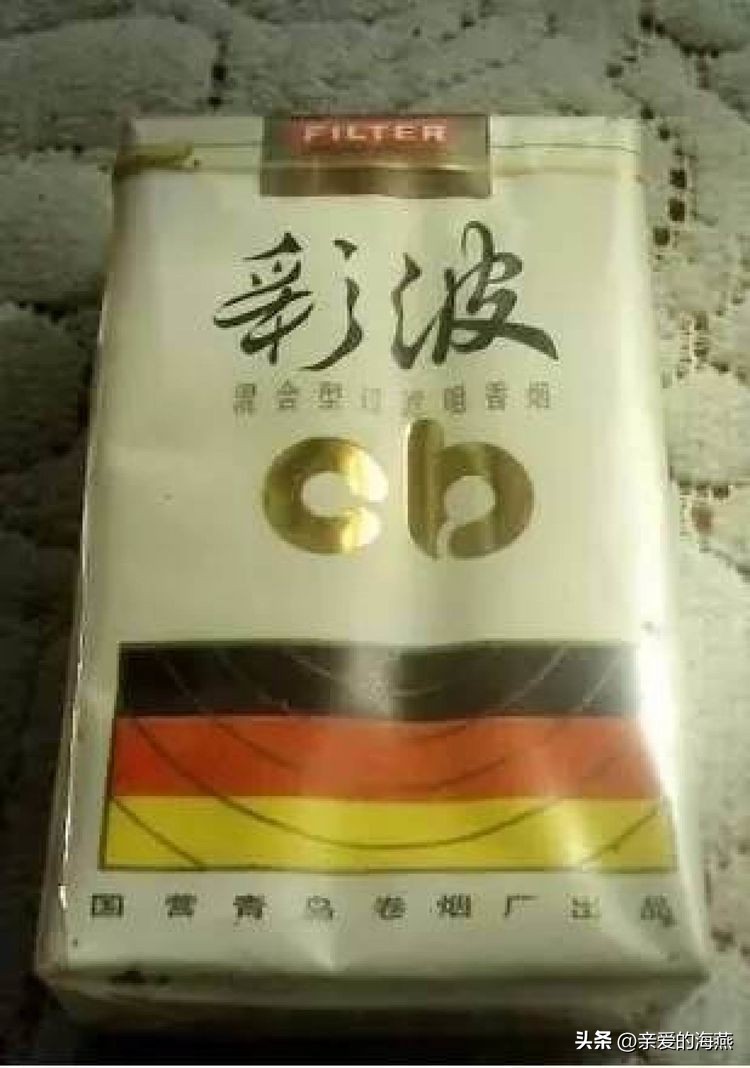 FILTER
彩波
混合型过滤咀香烟
cb
国营青岛卷烟厂出品
头条 @亲爱的海燕